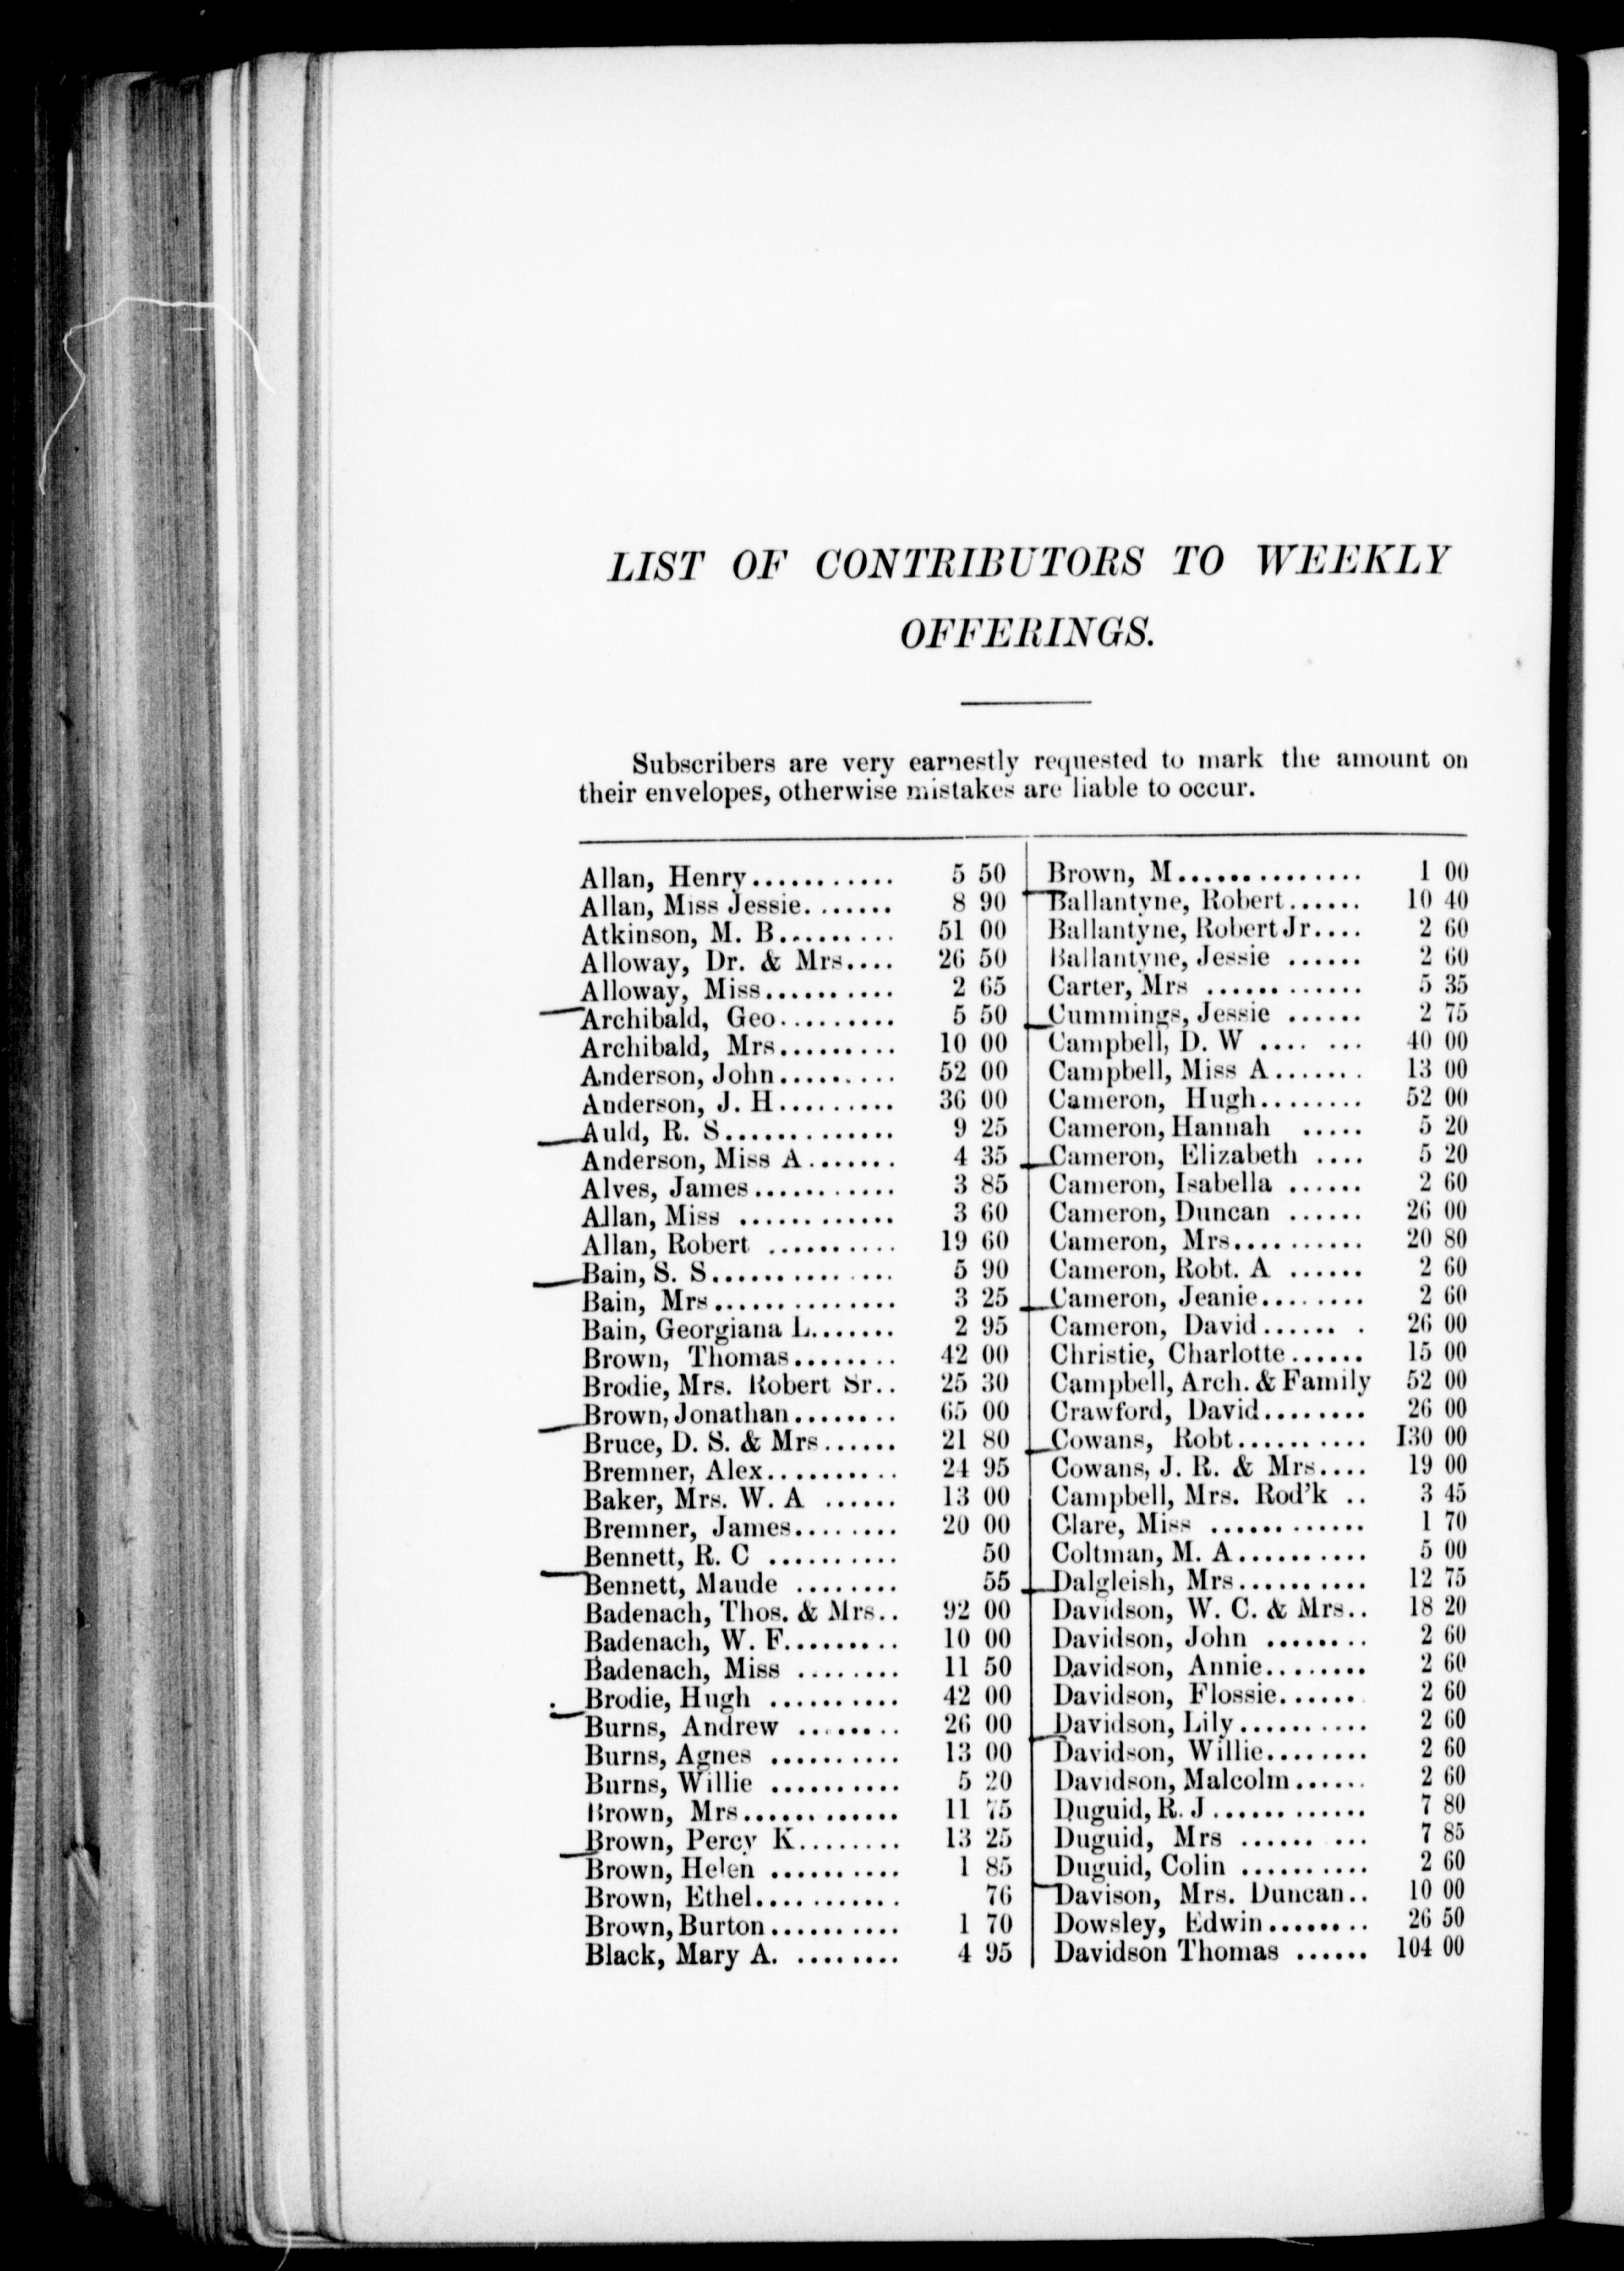 LIST OF CONTRIBUTORS TO WEEKLY
OFFERINGS.
Subscribers are very earnestly requested to mark the amount on
their envelopes, otherwise mistakes are liable to occur.
Allan, Henry........... 5 50
Allan, Miss Jessie........ 8 90
Atkinson, M. B......... 51 00
Alloway, Dr. & Mrs.... 26 50
Alloway, Miss.......... 2 65
Archibald, Geo......... 5 50
Archibald, Mrs......... 10 00
Anderson, John......... 52 00
Anderson, J. H......... 36 00
Auld, R. S............. 9 25
Anderson, Miss A....... 4 35
Alves, James........... 3 85
Allan, Miss ............ 3 60
Allan, Robert .......... 19 60
Bain, S. S.............. 5 90
Bain, Mrs.............. 3 25
Bain, Georgiana L....... 2 95
Brown, Thomas........ 42 00
Brodie, Mrs. Robert Sr.. 25 30
Brown, Jonathan........ 65 00
Bruce, D. S. & Mrs...... 21 80
Bremner, Alex.......... 24 95
Baker, Mrs. W. A ...... 13 00
Bremner, James........ 20 00
Bennett, R. C .......... 50
Bennett, Maude ........ 55
Badenach, Thos. & Mrs.. 92 00
Badenach, W. F......... 10 00
Badenach, Miss ........ 11 50
Brodie, Hugh .......... 42 00
Burns, Andrew ........ 26 00
Burns, Agnes .......... 13 00
Burns, Willie .......... 5 20
Brown, Mrs............ 11 75
Brown, Percy K........ 13 25
Brown, Helen .......... 1 85
Brown, Ethel........... 76
Brown, Burton.......... 1 70
Black, Mary A. ........ 4 95
Brown, M.............. 1 00
Ballantyne, Robert...... 10 40
Ballantyne, Robert Jr.... 2 60
Ballantyne, Jessie ...... 2 60
Carter, Mrs ............ 5 35
Cummings, Jessie ...... 2 75
Campbell, D. W .... ... 40 00
Campbell, Miss A....... 13 00
Cameron, Hugh........ 52 00
Cameron, Hannah ..... 5 20
Cameron, Elizabeth .... 5 20
Cameron, Isabella ...... 2 60
Cameron, Duncan ...... 26 00
Cameron, Mrs.......... 20 80
Cameron, Robt. A ...... 2 60
Cameron, Jeanie........ 2 60
Cameron, David...... . 26 00
Christie, Charlotte...... 15 00
Campbell, Arch. & Family 52 00
Crawford, David........ 26 00
Cowans, Robt.......... 130 00
Cowans, J. R. & Mrs.... 19 00
Campbell, Mrs. Rod'k .. 3 45
Clare, Miss ............ 1 70
Coltman, M. A.......... 5 00
Dalgleish, Mrs.......... 12 75
Davidson, W. C. & Mrs.. 18 20
Davidson, John ........ 2 60
Davidson, Annie........ 2 60
Davidson, Flossie...... 2 60
Davidson, Lily.......... 2 60
Davidson, Willie........ 2 60
Davidson, Malcolm...... 2 60
Duguid, R. J............ 7 80
Duguid, Mrs ...... ... 7 85
Duguid, Colin .......... 2 60
Davison, Mrs. Duncan.. 10 00
Dowsley, Edwin........ 26 50
Davidson Thomas ...... 104 00